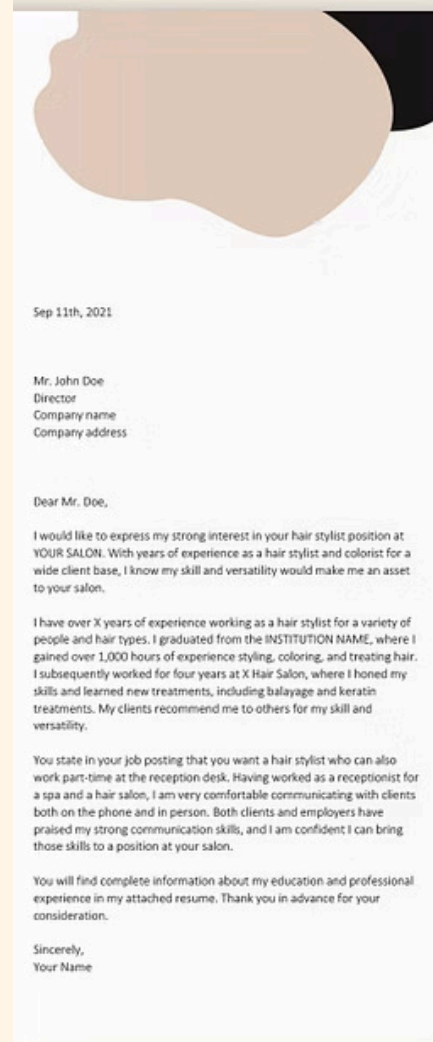 Sep 11th, 2021
Mr. John Doe
Director
Company name
Company address
Dear Mr. Doe,
I would like to express my strong interest in your hair stylist position at
YOUR SALON. With years of experience as a hair stylist and colorist for a
wide client base, I know my skill and versatility would make me an asset
to your salon.
I have over X years of experience working as a hair stylist for a variety of
people and hair types. I graduated from the INSTITUTION NAME, where I
gained over 1,000 hours of experience styling, coloring, and treating hair.
I subsequently worked for four years at X Hair Salon, where I honed my
skills and learned new treatments, including balayage and keratin
treatments. My clients recommend me to others for my skill and
versatility.
You state in your job posting that you want a hair stylist who can also
work part-time at the reception desk. Having worked as a receptionist for
a spa and a hair salon, I am very comfortable communicating with clients
both on the phone and in person. Both clients and employers have
praised my strong communication skills, and I am confident I can bring
those skills to a position at your salon.
You will find complete information about my education and professional
experience in my attached resume. Thank you in advance for your
consideration.
Sincerely,
Your Name